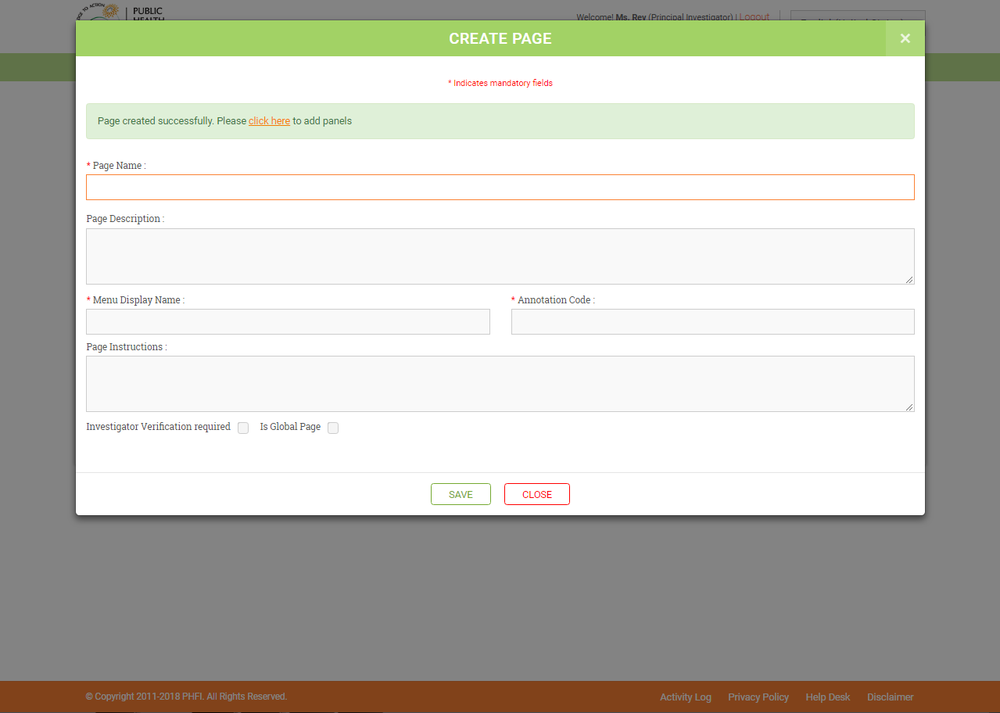 PUBLIC
HEALTH
Welcome! Ms. Rev (Principal Investigator) | Logout
CREATE PAGE
×
* Indicates mandatory fields
Page created successfully. Please click here to add panels
* Page Name :
Page Description :
* Menu Display Name :
* Annotation Code :
Page Instructions :
Investigator Verification required
Is Global Page
SAVE
CLOSE
© Copyright 2011-2018 PHFI. All Rights Reserved.
Activity Log
Privacy Policy
Help Desk
Disclaimer